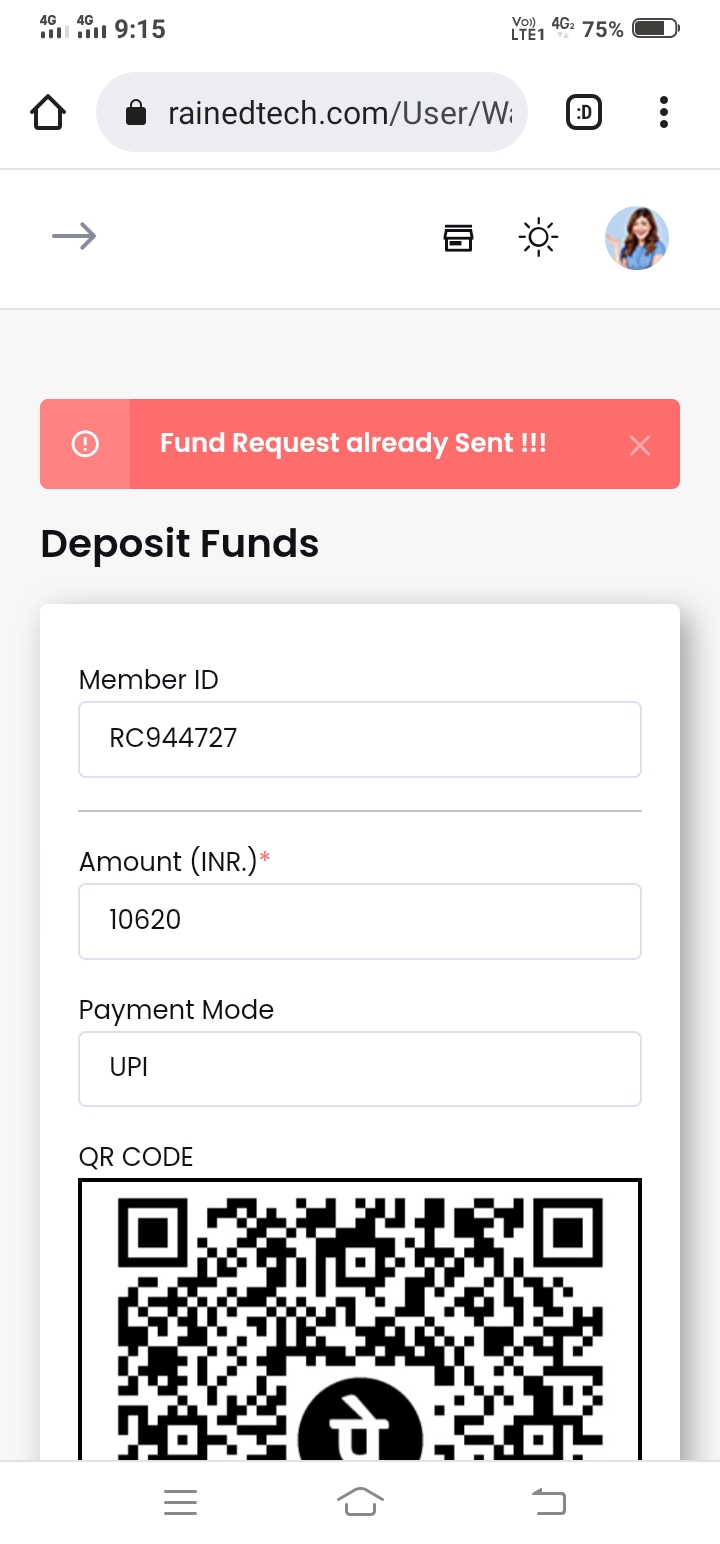 4G 4G 9:15 Vo)) LTE1 4G2 75%
rainedtech.com/User/Wa
:D
Fund Request already Sent !!!
Deposit Funds
Member ID
RC944727
Amount (INR.)*
10620
Payment Mode
UPI
QR CODE
पे